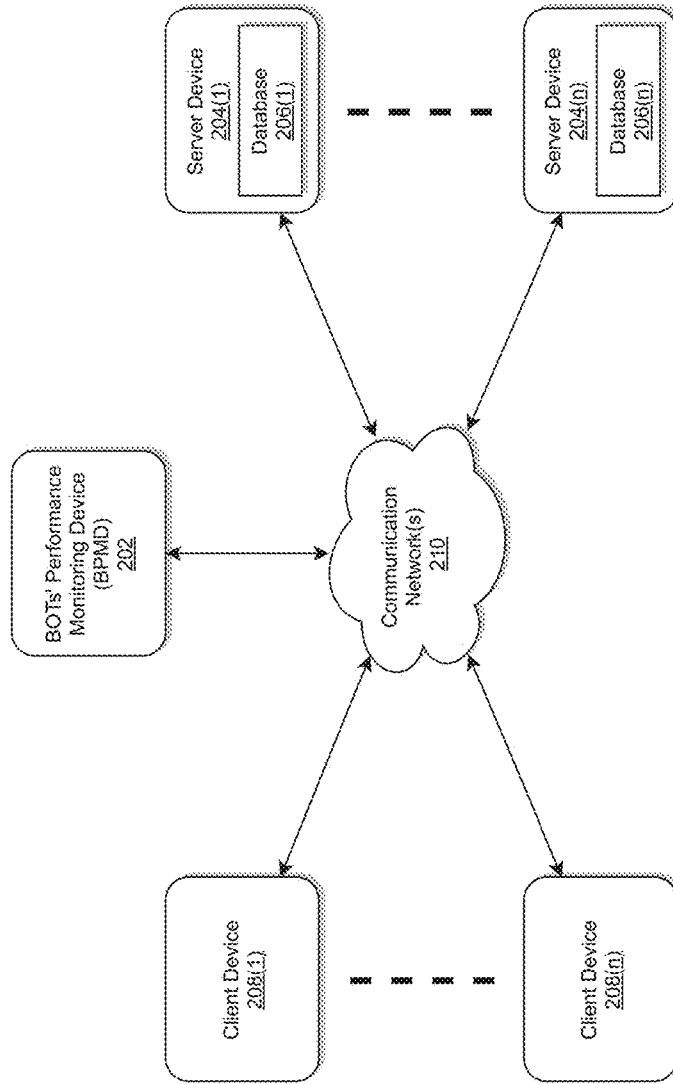 BOTs' Performance
Monitoring Device
(BPMD)
202
Client Device
208(1)
Client Device
208(n)
Communication
Network(s)
210
Server Device
204(1)
Database
206(1)
Server Device
204(n)
Database
206(n)